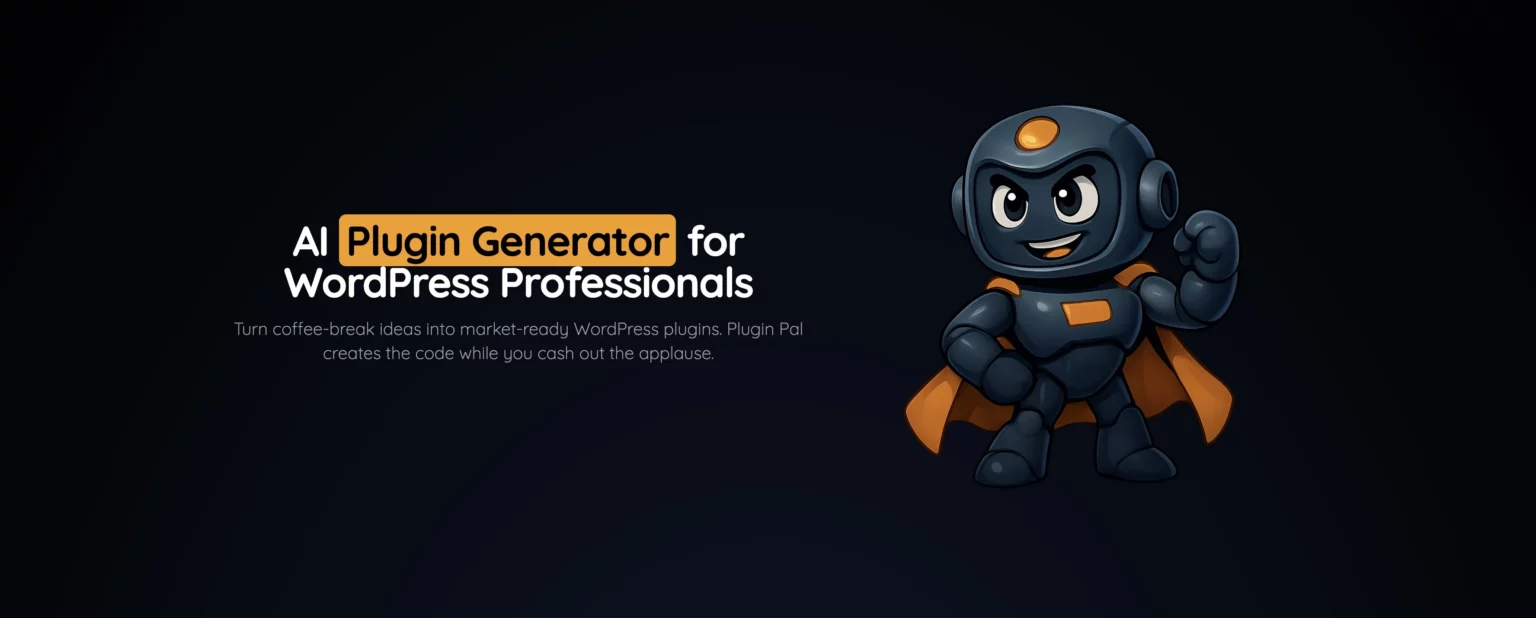 AI Plugin Generator for
WordPress Professionals
Turn coffee-break ideas into market-ready WordPress plugins. Plugin Pal
creates the code while you cash out the applause.